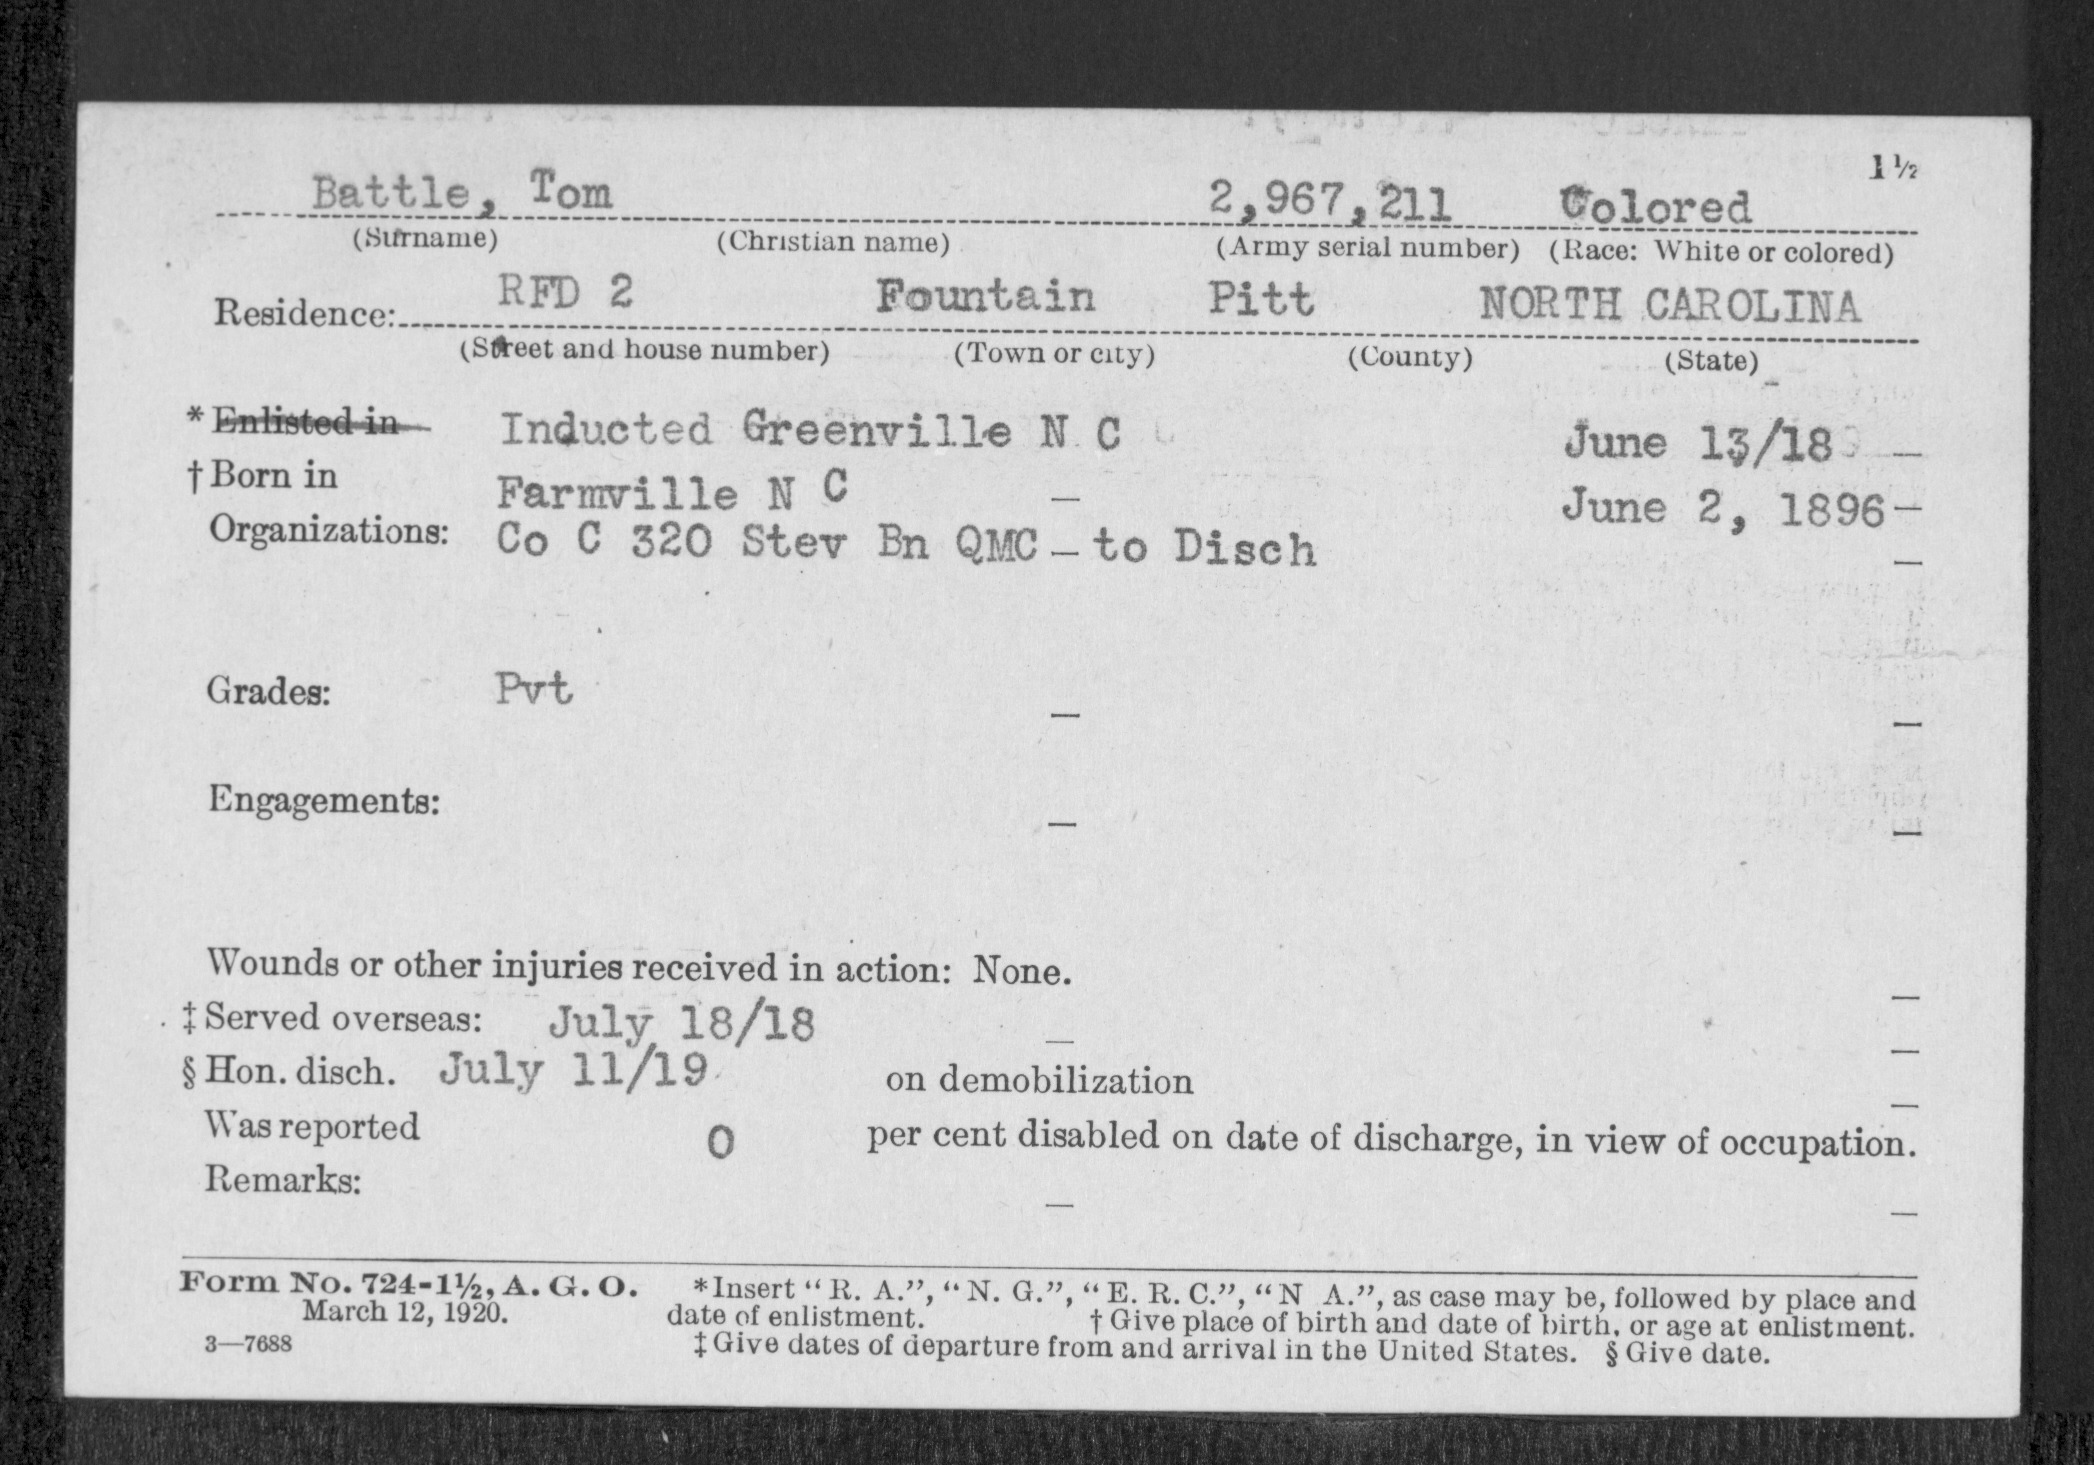 1 1/2
Battle, Tom 2,967,211 Colored
(Surname) (Christian name) (Army serial number) (Race: White or colored)
Residence: RFD 2 Fountain Pitt NORTH CAROLINA
(Street and house number) (Town or city) (County) (State)
* Enlisted in Inducted Greenville N C June 13/18 —
† Born in Farmville N C — June 2, 1896 —
Organizations: Co C 320 Stev Bn QMC — to Disch —
Grades: Pvt — —
Engagements: — —
Wounds or other injuries received in action: None. —
‡ Served overseas: July 18/18 — —
§ Hon. disch. July 11/19 on demobilization —
Was reported 0 per cent disabled on date of discharge, in view of occupation.
Remarks: — —
Form No. 724-1½, A. G. O. *Insert “R. A.”, “N. G.”, “E. R. C.”, “N A.”, as case may be, followed by place and
March 12, 1920. date of enlistment. † Give place of birth and date of birth, or age at enlistment.
3—7688 ‡ Give dates of departure from and arrival in the United States. § Give date.